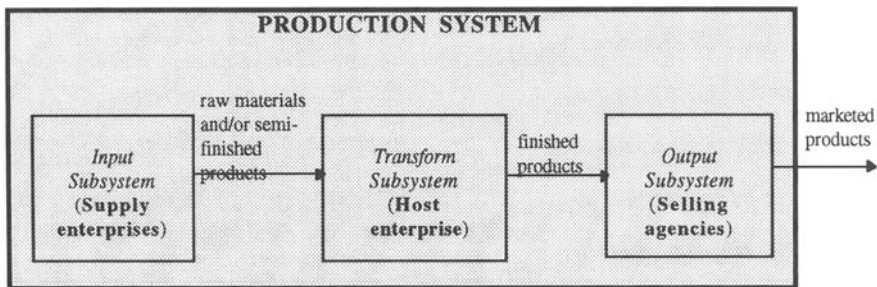 PRODUCTION SYSTEM
raw materials
and/or semi-
finished
products
Input
Subsystem
(Supply
enterprises)
Transform
Subsystem
(Host
enterprise)
finished
products
Output
Subsystem
(Selling
agencies)
marketed
products